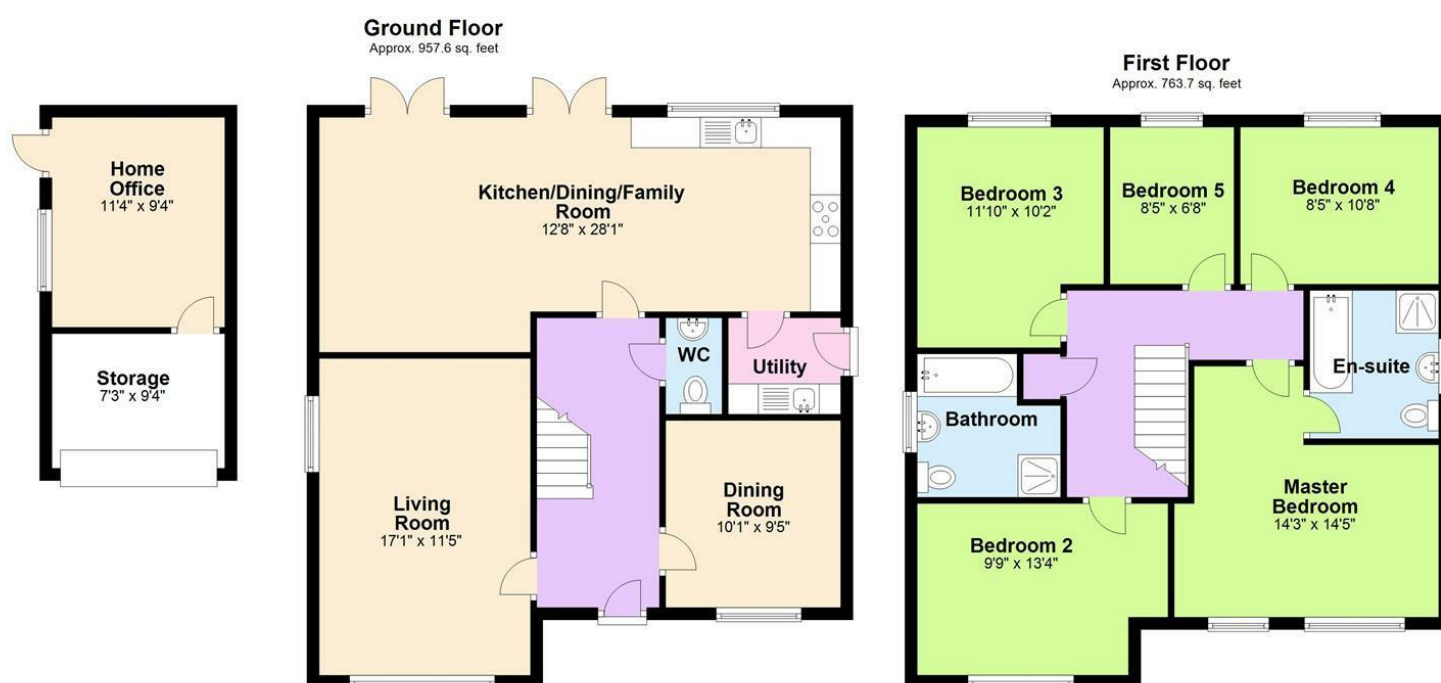 Ground Floor
Approx. 957.6 sq. feet
First Floor
Approx. 763.7 sq. feet
Home
Office
11'4" x 9'4"
Storage
7'3" x 9'4"
Kitchen/Dining/Family
Room
12'8" x 28'1"
WC
Utility
Living
Room
17'1" x 11'5"
Dining
Room
10'1" x 9'5"
Bedroom 3
11'10" x 10'2"
Bedroom 5
8'5" x 6'8"
Bedroom 4
8'5" x 10'8"
En-suite
Bathroom
Master
Bedroom
14'3" x 14'5"
Bedroom 2
9'9" x 13'4"